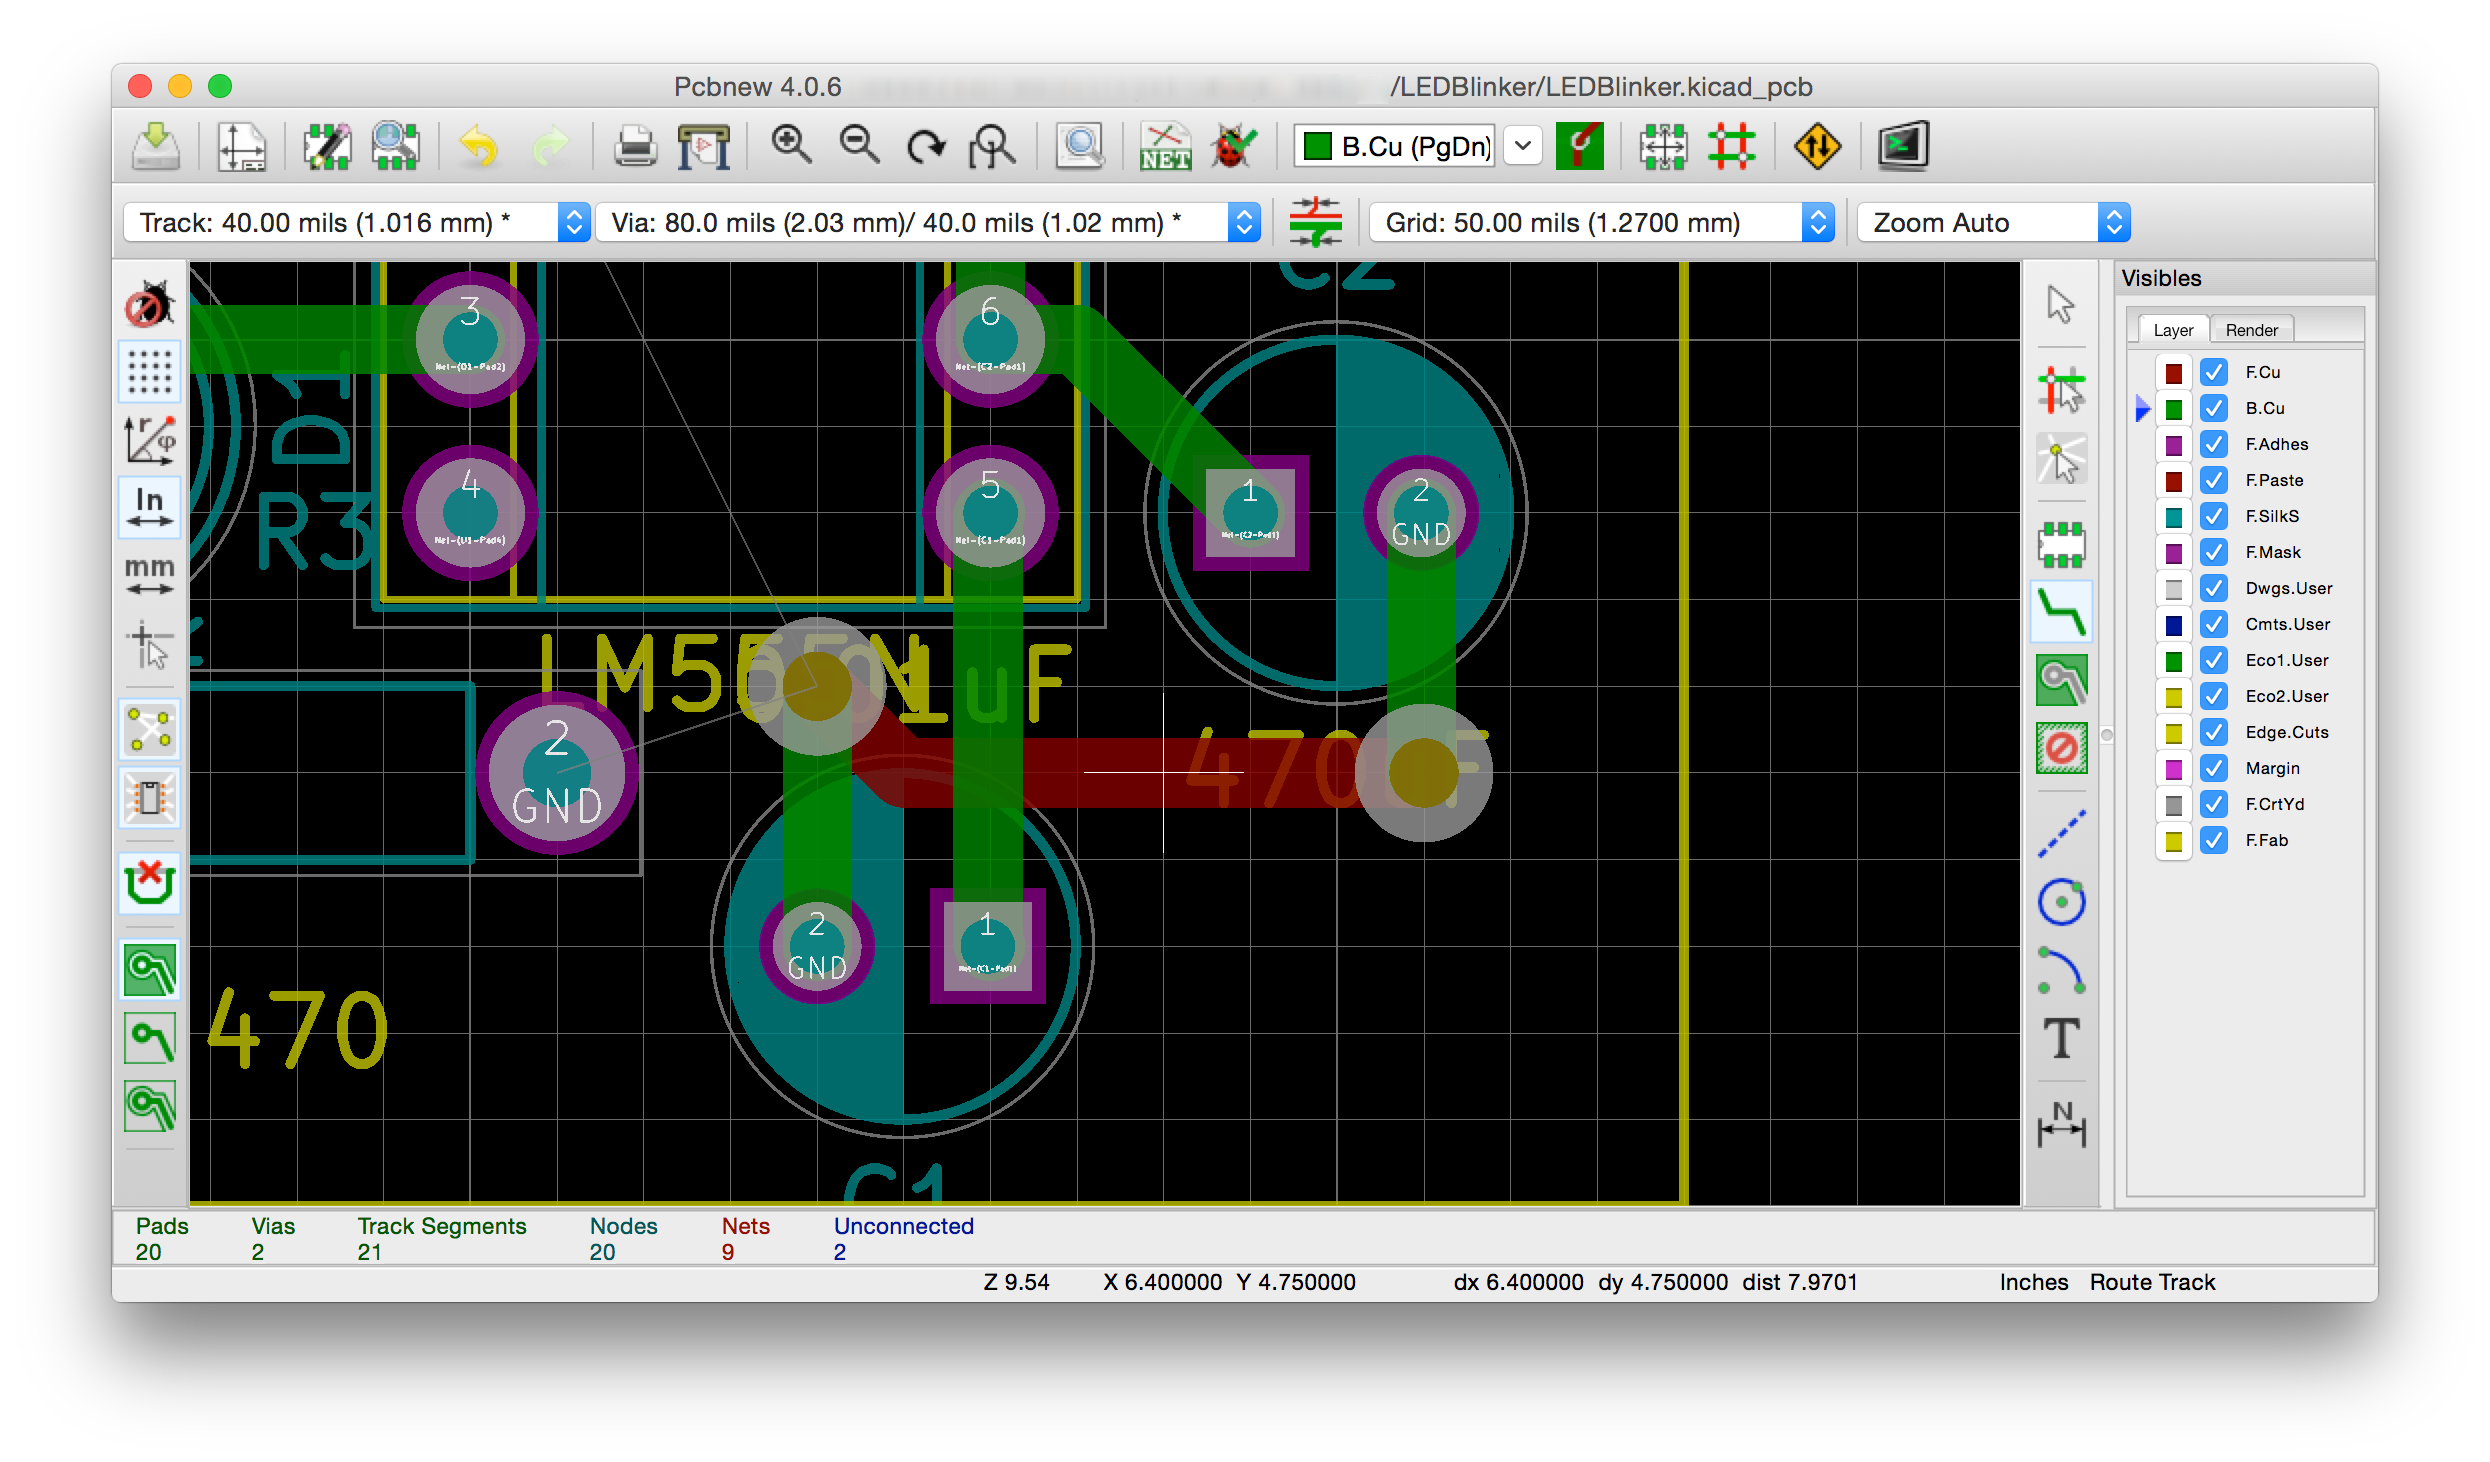 Pcbnew 4.0.6 /LEDBlinker/LEDBlinker.kicad_pcb
NET
B.Cu (PgDn)
Track: 40.00 mils (1.016 mm) *
Via: 80.0 mils (2.03 mm)/ 40.0 mils (1.02 mm) *
Grid: 50.00 mils (1.2700 mm)
Zoom Auto
r
φ
In
mm
C2
3
Net-(D1-Pad2)
6
Net-(C2-Pad1)
D1
4
Net-(U1-Pad4)
5
Net-(C1-Pad1)
1
Net-(C2-Pad1)
2
GND
R3
LM555N
1uF
470uF
2
GND
2
GND
1
Net-(C1-Pad1)
470
C1
T
N
Visibles
Layer
Render
F.Cu
B.Cu
F.Adhes
F.Paste
F.SilkS
F.Mask
Dwgs.User
Cmts.User
Eco1.User
Eco2.User
Edge.Cuts
Margin
F.CrtYd
F.Fab
Pads Vias Track Segments Nodes Nets Unconnected
20 2 21 20 9 2
Z 9.54 X 6.400000 Y 4.750000 dx 6.400000 dy 4.750000 dist 7.9701 Inches Route Track